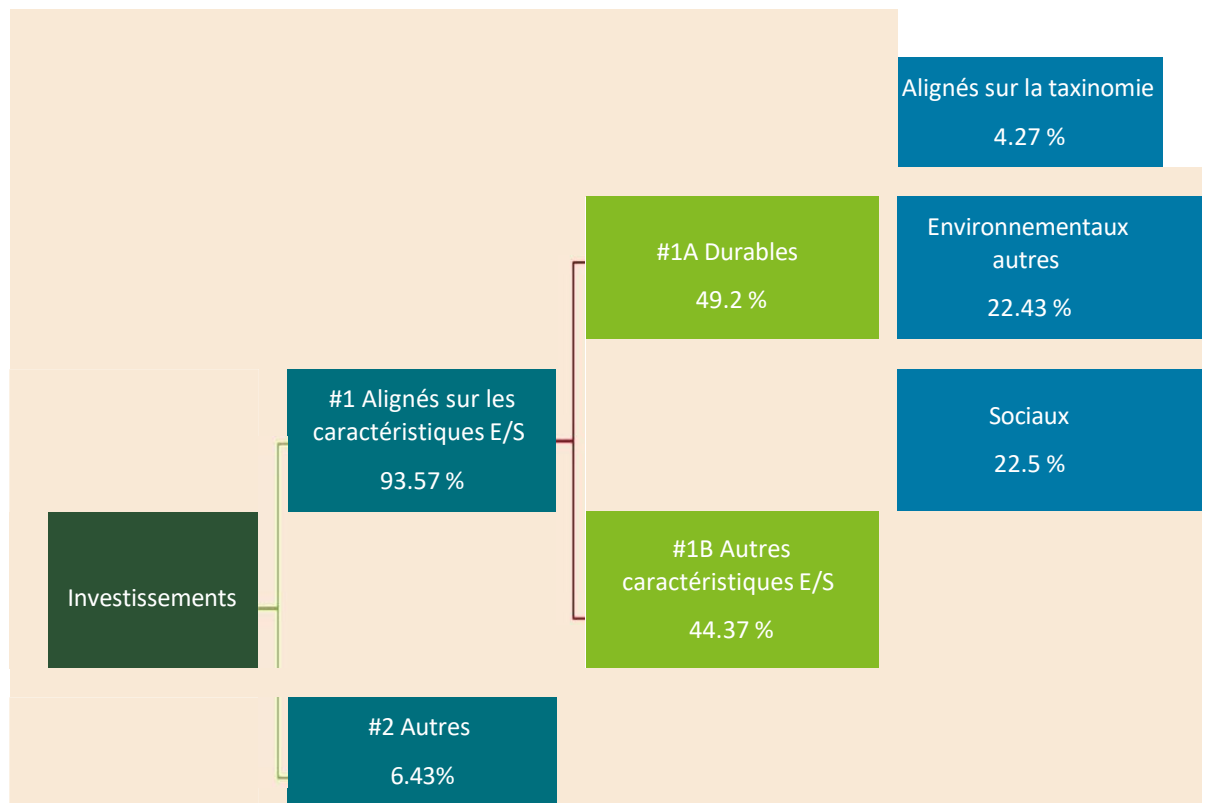 Alignés sur la taxinomie
4.27 %
#1A Durables
49.2 %
Environnementaux
autres
22.43 %
#1 Alignés sur les
caractéristiques E/S
93.57 %
Sociaux
22.5 %
Investissements
#1B Autres
caractéristiques E/S
44.37 %
#2 Autres
6.43%